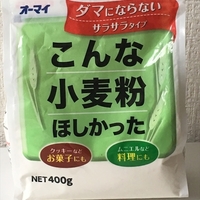 オーマイ
ダマにならない
サラサラタイプ
こんな
小麦粉
ほしかった
クッキーなど
お菓子にも
ムニエルなど
料理にも
NET400g